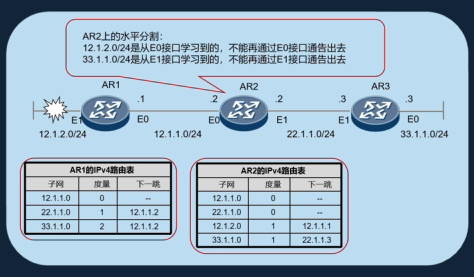 AR2上的水平分割：
12.1.2.0/24是从E0接口学习到的，不能再通过E0接口通告出去
33.1.1.0/24是从E1接口学习到的，不能再通过E1接口通告出去
AR1 AR2 AR3
.1 .2 .2 .3 .3
E1 E0 E0 E1 E1 E0
12.1.2.0/24 12.1.1.0/24 22.1.1.0/24 33.1.1.0/24
AR1的IPv4路由表
子网 度量 下一跳
12.1.1.0 0 --
22.1.1.0 1 12.1.1.2
33.1.1.0 2 12.1.1.2
AR2的IPv4路由表
子网 度量 下一跳
12.1.1.0 0 --
22.1.1.0 0 --
12.1.2.0 1 12.1.1.1
33.1.1.0 1 22.1.1.3